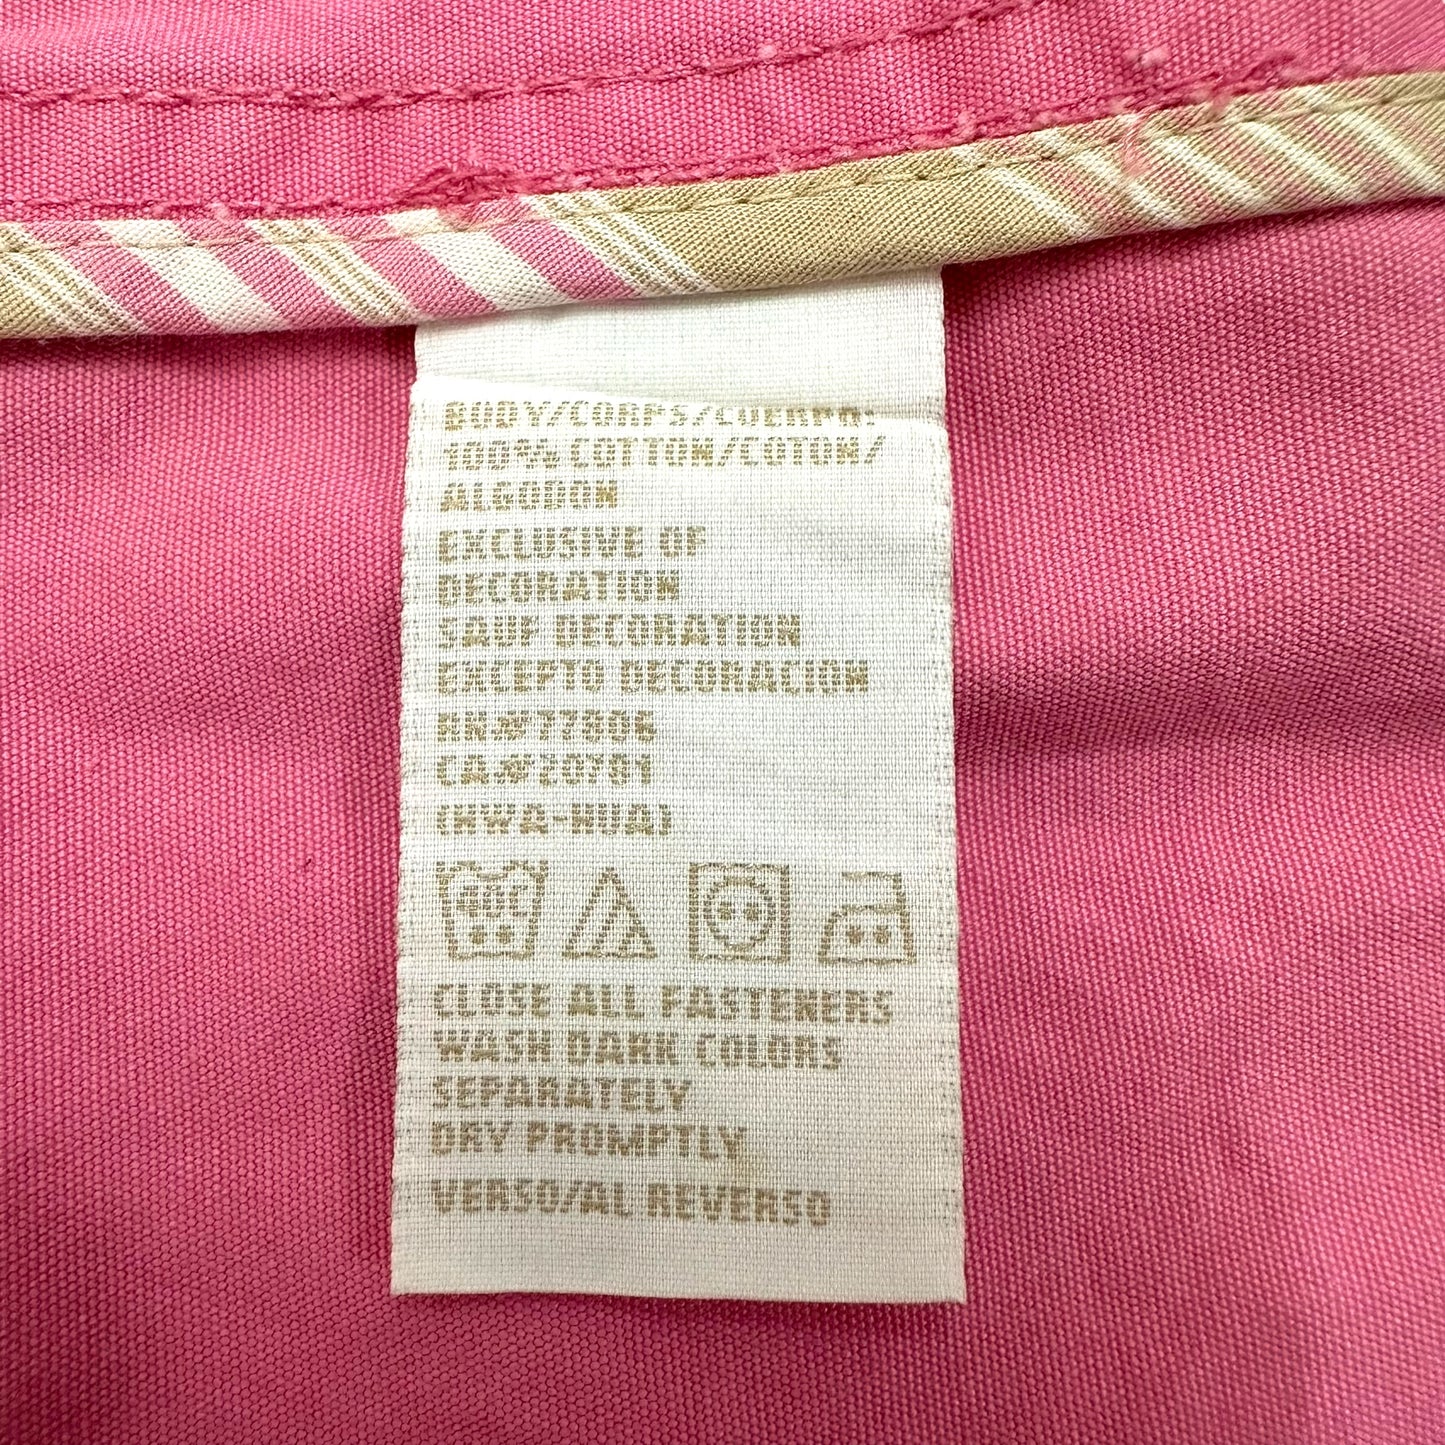 BODY/CORPS/CUERPO:
100% COTTON/COTON/
ALGODON
EXCLUSIVE OF
DECORATION
SAUF DECORATION
EXCEPTO DECORACION
RN#77806
CA#20781
(HWA-HUA)
40C
CLOSE ALL FASTENERS
WASH DARK COLORS
SEPARATELY
DRY PROMPTLY
VERSO/AL REVERSO